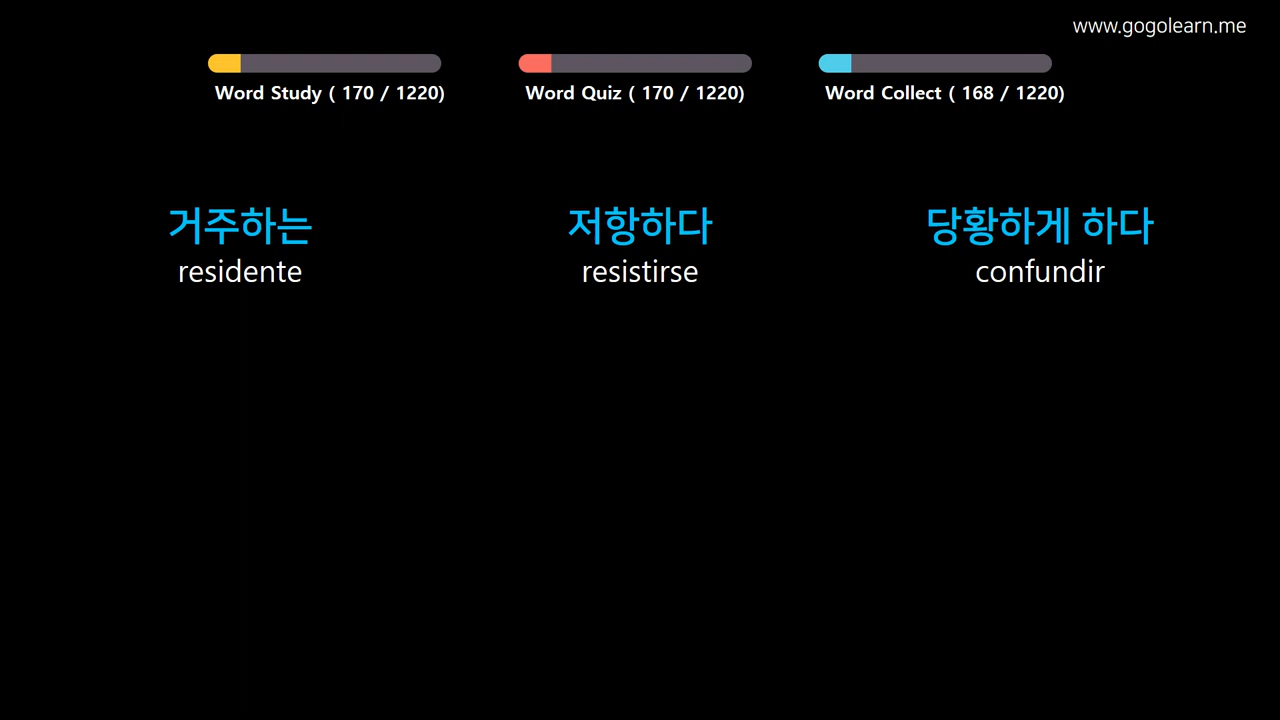 www.gogolearn.me
Word Study ( 170 / 1220)
Word Quiz ( 170 / 1220)
Word Collect ( 168 / 1220)
거주하는
residente
저항하다
resistirse
당황하게 하다
confundir